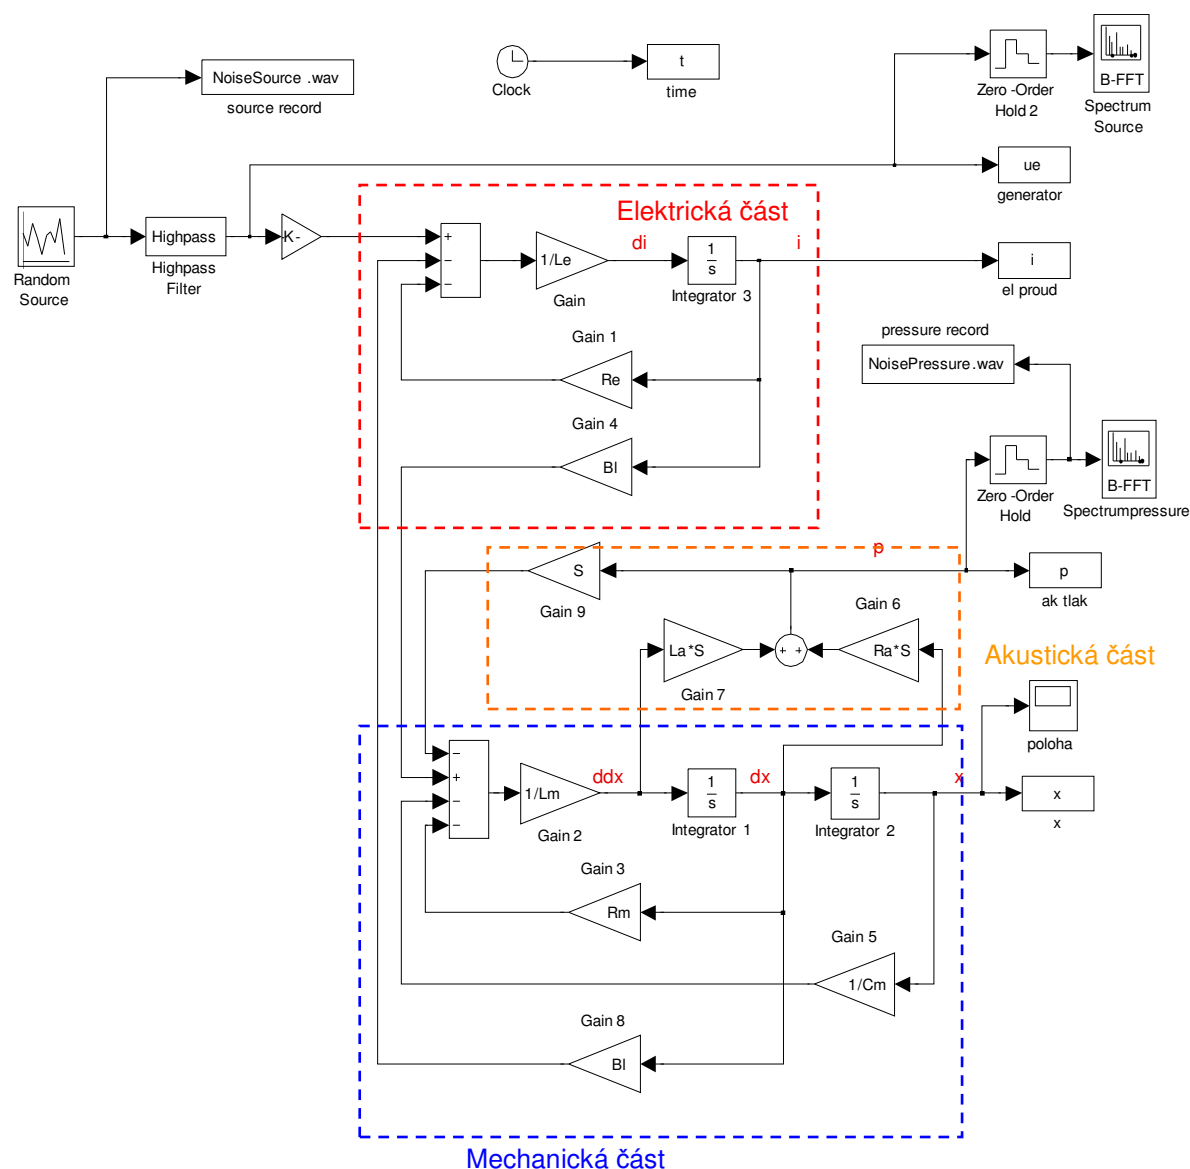 NoiseSource .wav
source record
Clock
t
time
Zero -Order
Hold 2
B-FFT
Spectrum
Source
ue
generator
Random
Source
Highpass
Highpass
Filter
-K-
Elektrická část
+
−
−
1/Le
Gain
di
1
s
Integrator 3
i
i
el proud
Gain 1
Re
Gain 4
Bl
pressure record
NoisePressure .wav
Zero -Order
Hold
B-FFT
Spectrumpressure
p
p
ak tlak
S
Gain 9
Gain 6
La *S
Gain 7
+ +
Ra *S
Akustická část
poloha
−
+
−
−
1/Lm
Gain 2
ddx
1
s
Integrator 1
dx
1
s
Integrator 2
x
x
x
Gain 3
Rm
Gain 5
1/Cm
Gain 8
Bl
Mechanická část